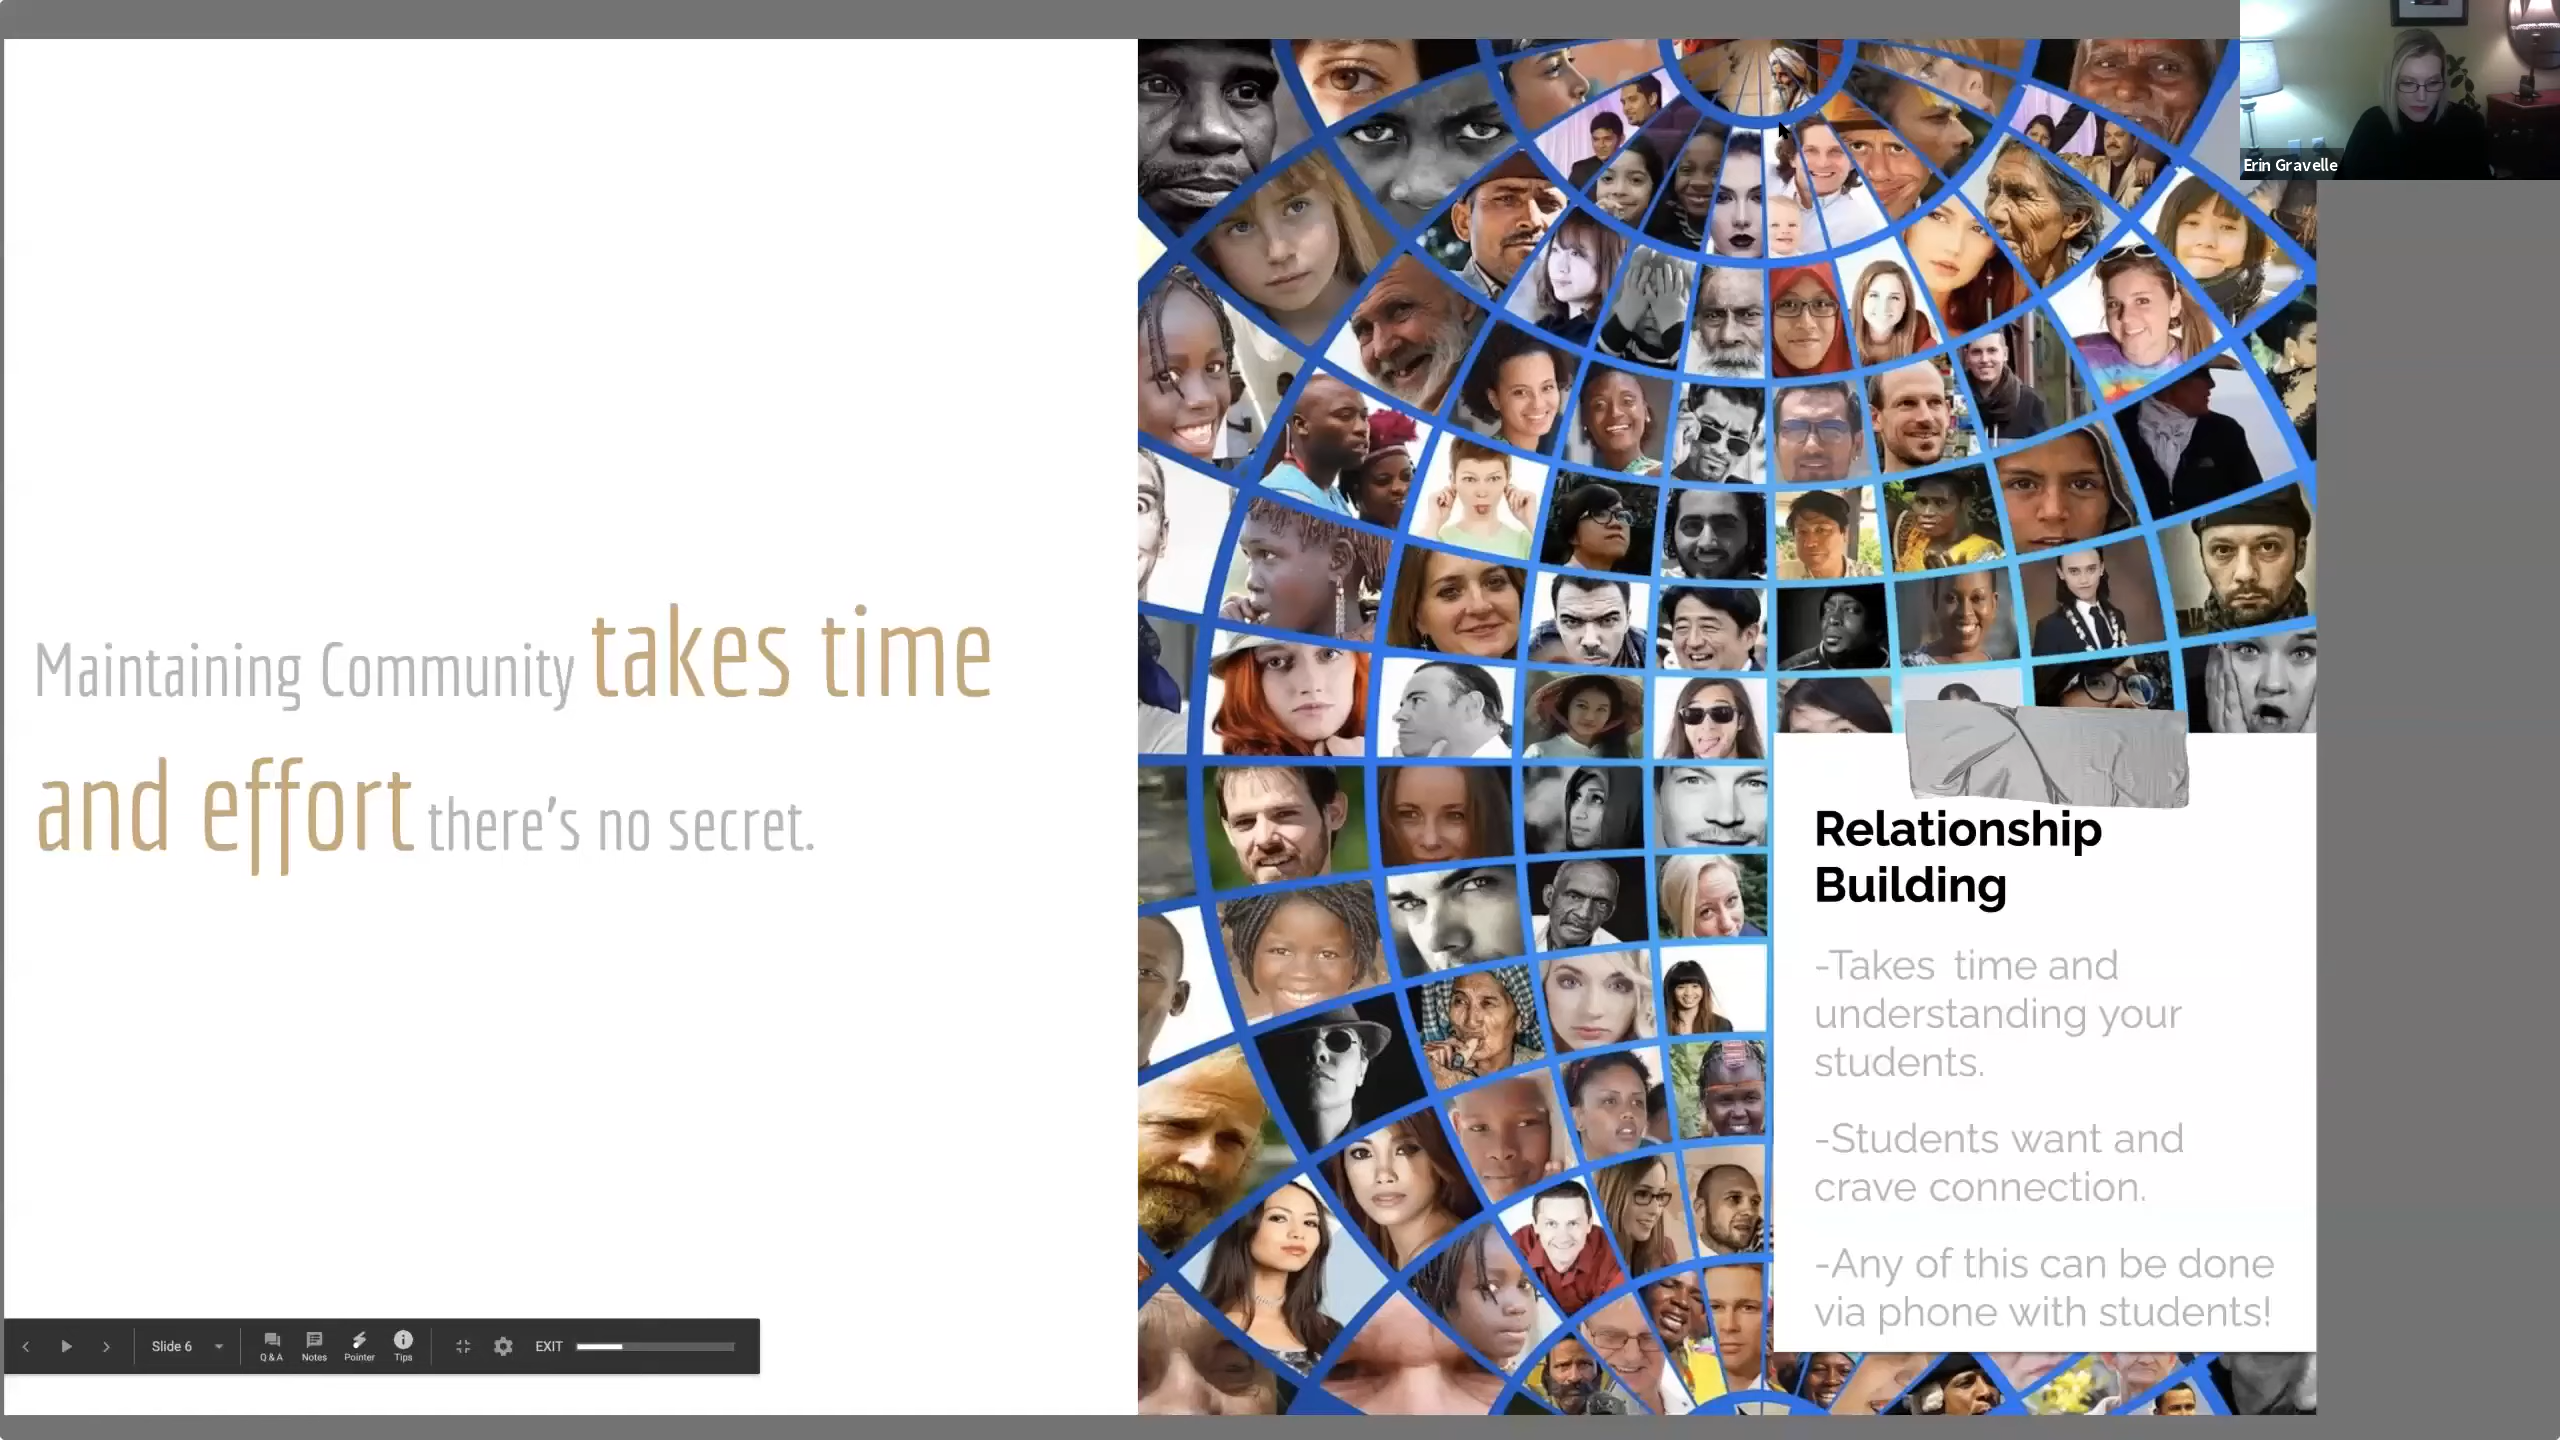 Erin Gravelle
Maintaining Community takes time
and effort there's no secret.
Relationship
Building
-Takes time and
understanding your
students.
-Students want and
crave connection.
-Any of this can be done
via phone with students!
Slide 6
Q & A
Notes
Pointer
Tips
EXIT